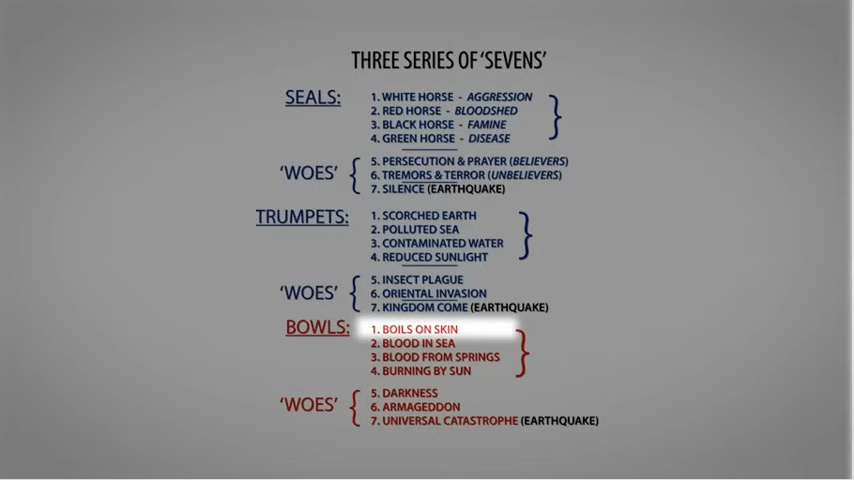 THREE SERIES OF 'SEVENS'
SEALS:
1. WHITE HORSE - AGGRESSION
2. RED HORSE - BLOODSHED
3. BLACK HORSE - FAMINE
4. GREEN HORSE - DISEASE
'WOES'
5. PERSECUTION & PRAYER (BELIEVERS)
6. TREMORS & TERROR (UNBELIEVERS)
7. SILENCE (EARTHQUAKE)
TRUMPETS:
1. SCORCHED EARTH
2. POLLUTED SEA
3. CONTAMINATED WATER
4. REDUCED SUNLIGHT
'WOES'
5. INSECT PLAGUE
6. ORIENTAL INVASION
7. KINGDOM COME (EARTHQUAKE)
BOWLS:
1. BOILS ON SKIN
2. BLOOD IN SEA
3. BLOOD FROM SPRINGS
4. BURNING BY SUN
'WOES'
5. DARKNESS
6. ARMAGEDDON
7. UNIVERSAL CATASTROPHE (EARTHQUAKE)